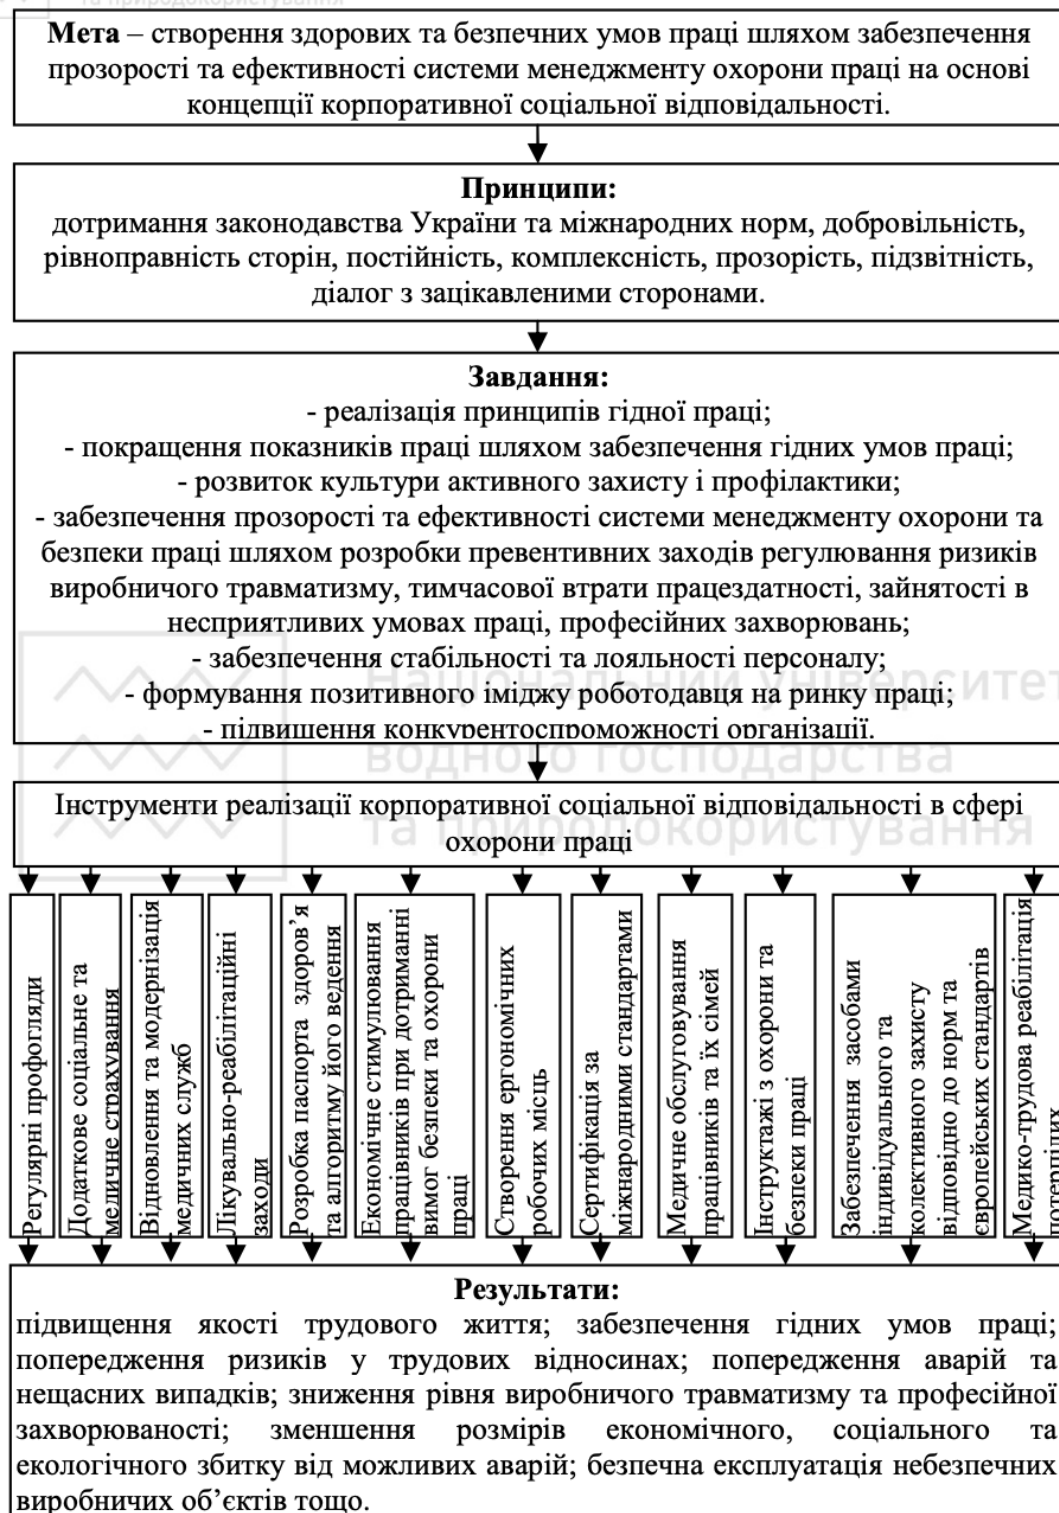 та природокористування
Мета – створення здорових та безпечних умов праці шляхом забезпечення
прозорості та ефективності системи менеджменту охорони праці на основі
концепції корпоративної соціальної відповідальності.
Принципи:
дотримання законодавства України та міжнародних норм, добровільність,
рівноправність сторін, постійність, комплексність, прозорість, підзвітність,
діалог з зацікавленими сторонами.
Завдання:
- реалізація принципів гідної праці;
- покращення показників праці шляхом забезпечення гідних умов праці;
- розвиток культури активного захисту і профілактики;
- забезпечення прозорості та ефективності системи менеджменту охорони та
безпеки праці шляхом розробки превентивних заходів регулювання ризиків
виробничого травматизму, тимчасової втрати працездатності, зайнятості в
несприятливих умовах праці, професійних захворювань;
- забезпечення стабільності та лояльності персоналу;
- формування позитивного іміджу роботодавця на ринку праці;
- підвищення конкурентоспроможності організації.
Національний університет
водного господарства
та природокористування
Інструменти реалізації корпоративної соціальної відповідальності в сфері
охорони праці
Регулярні профогляди
Додаткове соціальне та
медичне страхування
Відновлення та модернізація
медичних служб
Лікувально-реабілітаційні
заходи
Розробка паспорта здоров’я
та алгоритму його ведення
Економічне стимулювання
працівників при дотриманні
вимог безпеки та охорони
праці
Створення ергономічних
робочих місць
Сертифікація за
міжнародними стандартами
Медичне обслуговування
працівників та їх сімей
Інструктажі з охорони та
безпеки праці
Забезпечення засобами
індивідуального та
колективного захисту
відповідно до норм та
європейських стандартів
Медико-трудова реабілітація
потерпілих
Результати:
підвищення якості трудового життя; забезпечення гідних умов праці;
попередження ризиків у трудових відносинах; попередження аварій та
нещасних випадків; зниження рівня виробничого травматизму та професійної
захворюваності; зменшення розмірів економічного, соціального та
екологічного збитку від можливих аварій; безпечна експлуатація небезпечних
виробничих об’єктів тощо.